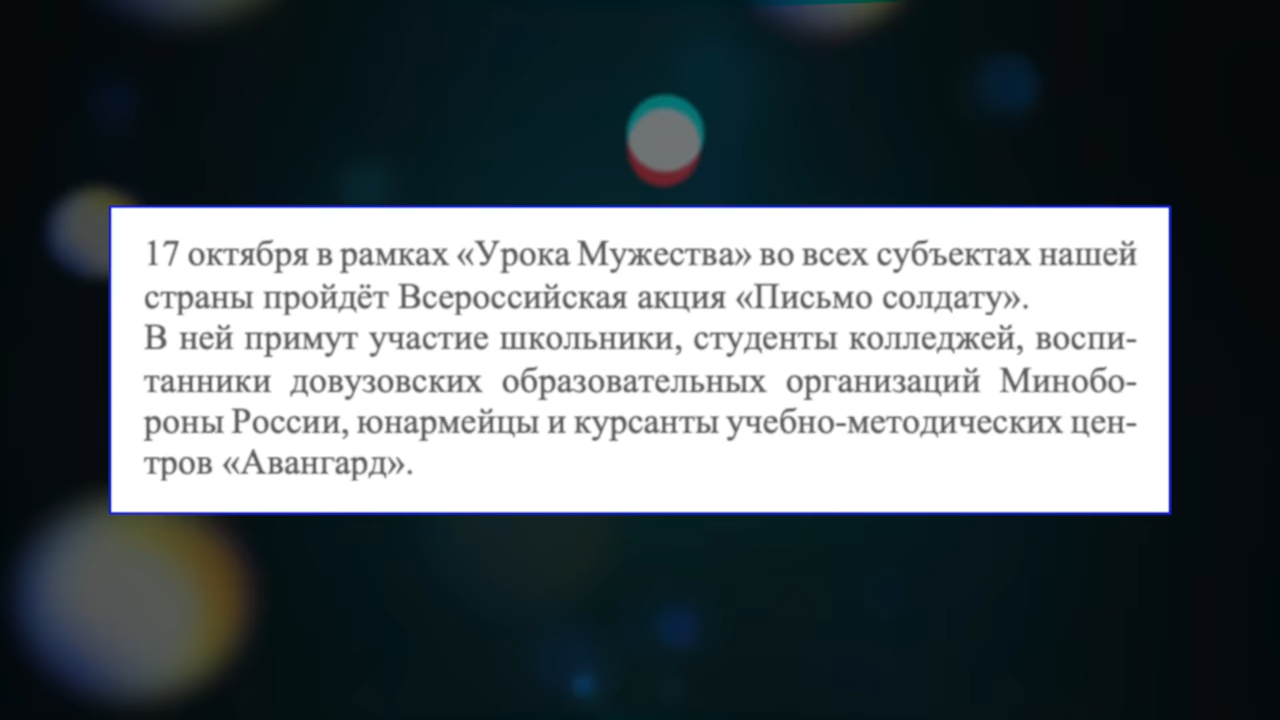 17 октября в рамках «Урока Мужества» во всех субъектах нашей
страны пройдёт Всероссийская акция «Письмо солдату».
В ней примут участие школьники, студенты колледжей, воспи-
танники довузовских образовательных организаций Минобо-
роны России, юнармейцы и курсанты учебно-методических цен-
тров «Авангард».